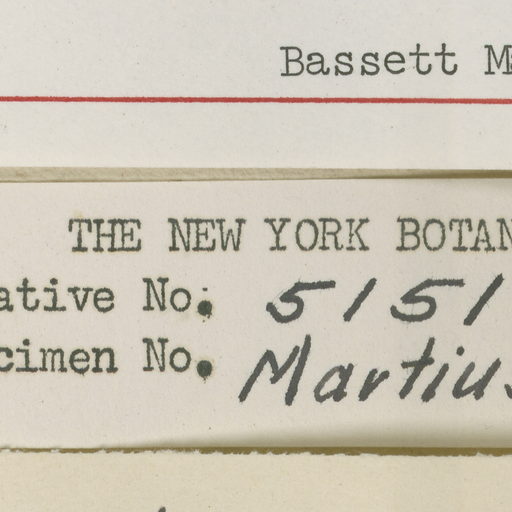 Bassett M
THE NEW YORK BOTAN
ative No. 5151
cimen No. Martius